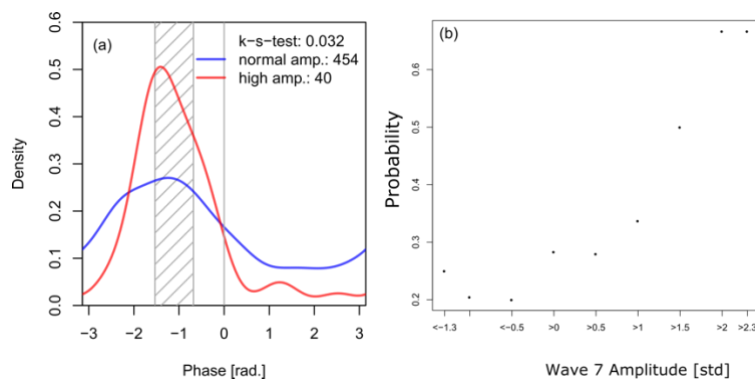 (a)
k-s-test: 0.032
normal amp.: 454
high amp.: 40
Density
0.0
0.1
0.2
0.3
0.4
0.5
0.6
-3 -2 -1 0 1 2 3
Phase [rad.]
(b)
Probability
0.2
0.3
0.4
0.5
0.6
<-1.3 <-0.5 >0 >0.5 >1 >1.5 >2 >2.3
Wave 7 Amplitude [std]